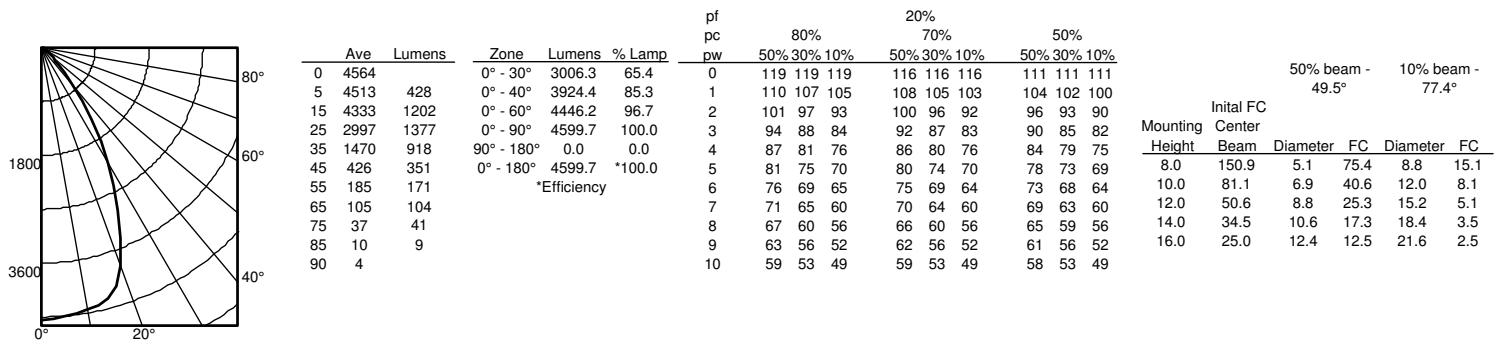 1800
3600
80°
60°
40°
0° 20°
Ave Lumens
0 4564
5 4513 428
15 4333 1202
25 2997 1377
35 1470 918
45 426 351
55 185 171
65 105 104
75 37 41
85 10 9
90 4
Zone Lumens % Lamp
0° - 30° 3006.3 65.4
0° - 40° 3924.4 85.3
0° - 60° 4446.2 96.7
0° - 90° 4599.7 100.0
90° - 180° 0.0 0.0
0° - 180° 4599.7 *100.0
*Efficiency
pf 20%
pc 80% 70% 50%
pw 50% 30% 10% 50% 30% 10% 50% 30% 10%
0 119 119 119 116 116 116 111 111 111
1 110 107 105 108 105 103 104 102 100
2 101 97 93 100 96 92 96 93 90
3 94 88 84 92 87 83 90 85 82
4 87 81 76 86 80 76 84 79 75
5 81 75 70 80 74 70 78 73 69
6 76 69 65 75 69 64 73 68 64
7 71 65 60 70 64 60 69 63 60
8 67 60 56 66 60 56 65 59 56
9 63 56 52 62 56 52 61 56 52
10 59 53 49 59 53 49 58 53 49
50% beam - 10% beam -
49.5° 77.4°
Inital FC
Mounting Center
Height Beam Diameter FC Diameter FC
8.0 150.9 5.1 75.4 8.8 15.1
10.0 81.1 6.9 40.6 12.0 8.1
12.0 50.6 8.8 25.3 15.2 5.1
14.0 34.5 10.6 17.3 18.4 3.5
16.0 25.0 12.4 12.5 21.6 2.5